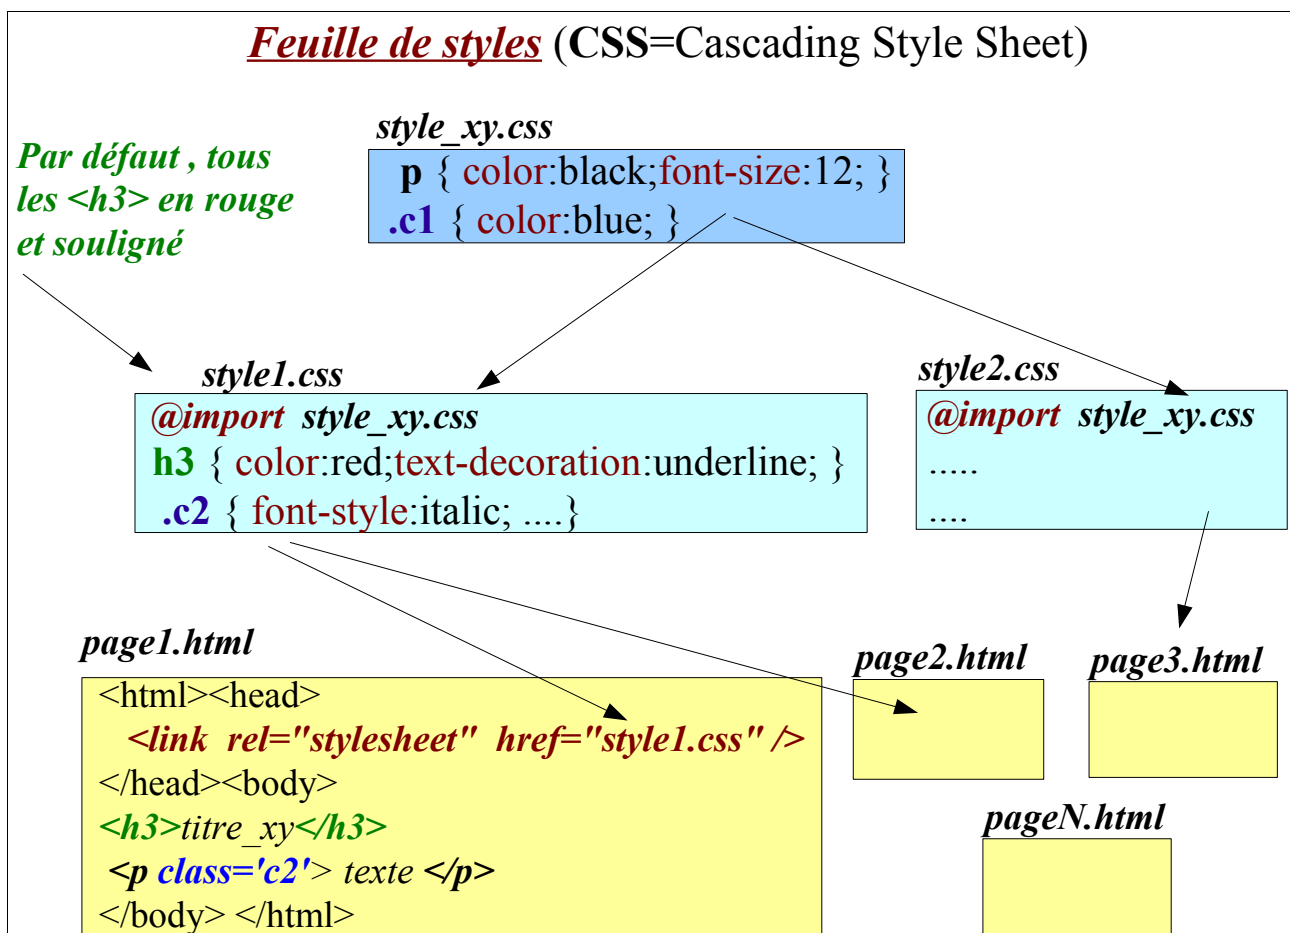 Feuille de styles (CSS=Cascading Style Sheet)
style_xy.css
Par défaut , tous
les <h3> en rouge
et souligné
p { color:black;font-size:12; }
.c1 { color:blue; }
style1.css
@import style_xy.css
h3 { color:red;text-decoration:underline; }
.c2 { font-style:italic; ....}
style2.css
@import style_xy.css
.....
....
page1.html
<html><head>
<link rel="stylesheet" href="style1.css" />
</head><body>
<h3>titre_xy</h3>
<p class='c2'> texte </p>
</body> </html>
page2.html
page3.html
pageN.html